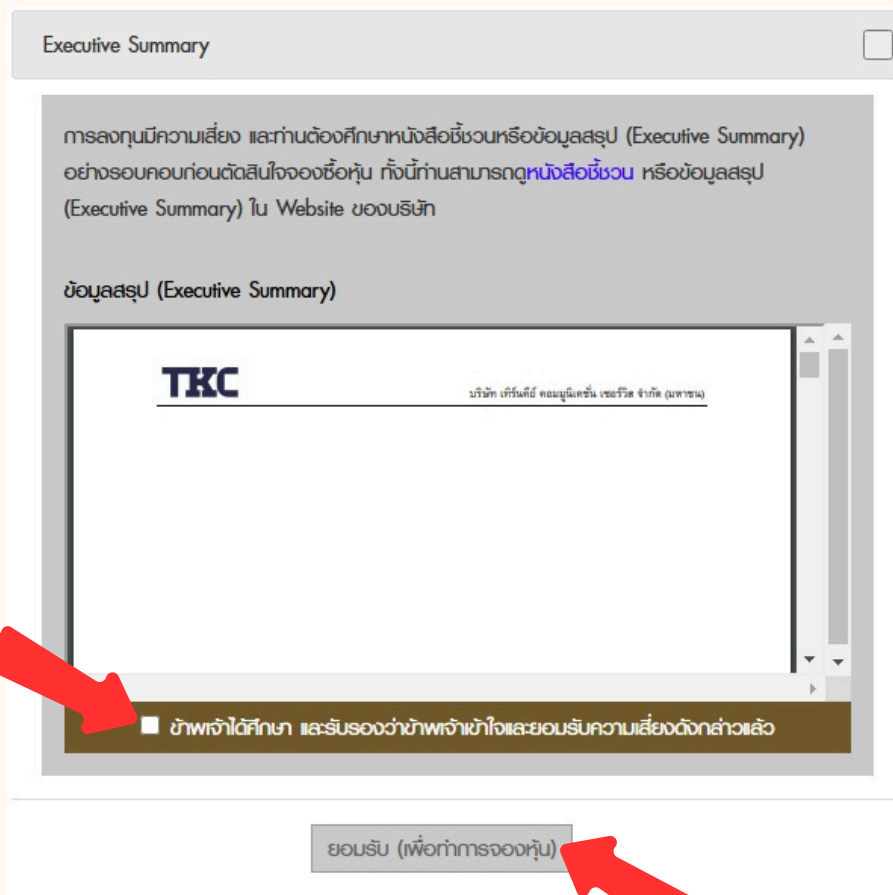 Executive Summary
การลงทุนมีความเสี่ยง และท่านต้องศึกษาหนังสือชี้ชวนหรือข้อมูลสรุป (Executive Summary)
อย่างรอบคอบก่อนตัดสินใจจองซื้อหุ้น ทั้งนี้ท่านสามารถดูหนังสือชี้ชวน หรือข้อมูลสรุป
(Executive Summary) ใน Website ของบริษัท
ข้อมูลสรุป (Executive Summary)
TKC
บริษัท เทิร์นคีย์ คอมมูนิเคชั่น เซอร์วิส จำกัด (มหาชน)
ข้าพเจ้าได้ศึกษา และรับรองว่าข้าพเจ้าเข้าใจและยอมรับความเสี่ยงดังกล่าวแล้ว
ยอมรับ (เพื่อทำการจองหุ้น)